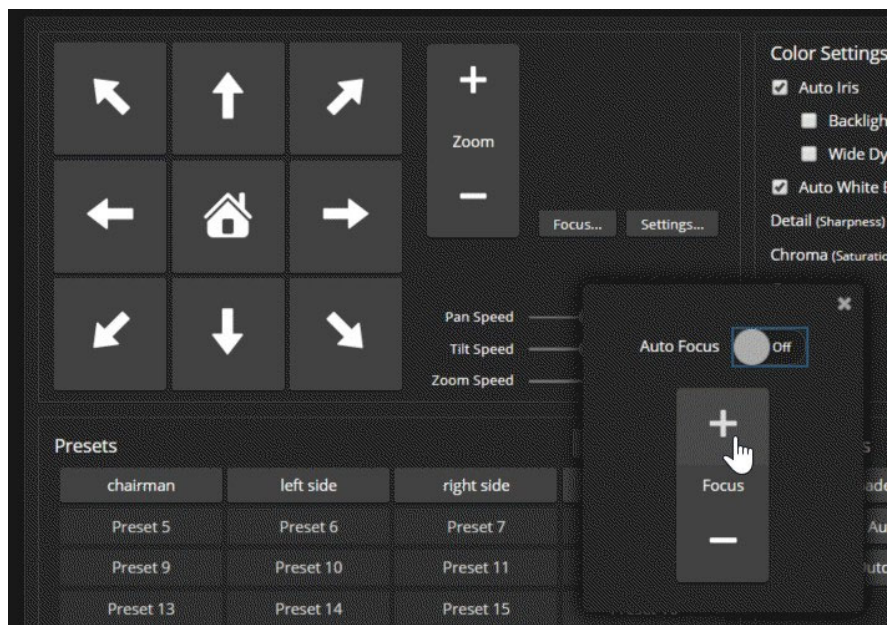 Zoom
Focus...
Settings...
Pan Speed
Tilt Speed
Zoom Speed
Color Settings
Auto Iris
Wide
Auto White
Detail (Sharpness)
Chroma
Auto Focus
Off
Focus
Presets
chairman
left side
right side
Preset 5
Preset 6
Preset 7
Preset 9
Preset 10
Preset 11
Preset 13
Preset 14
Preset 15